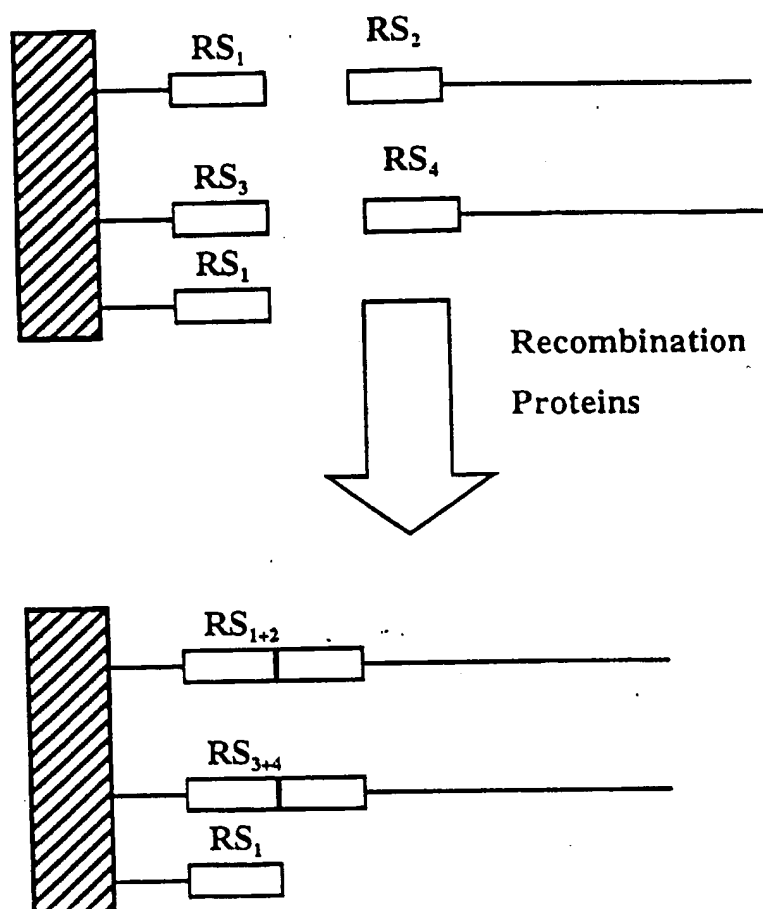 RS₁
RS₂
RS₃
RS₄
RS₁
Recombination
Proteins
RS₁₊₂
RS₃₊₄
RS₁